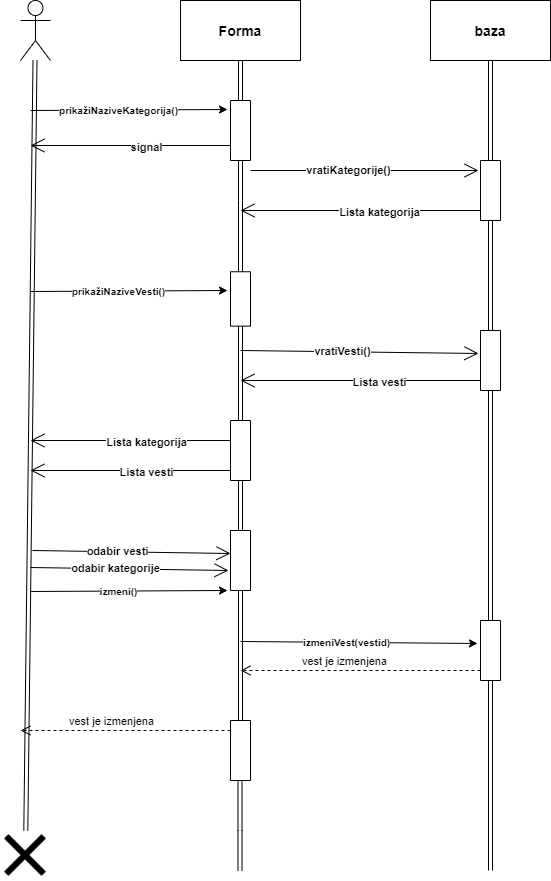 Forma
baza
prikažiNaziveKategorija()
signal
vratiKategorije()
Lista kategorija
prikažiNaziveVesti()
vratiVesti()
Lista vesti
Lista kategorija
Lista vesti
odabir vesti
odabir kategorije
izmeni()
izmeniVest(vestid)
vest je izmenjena
vest je izmenjena